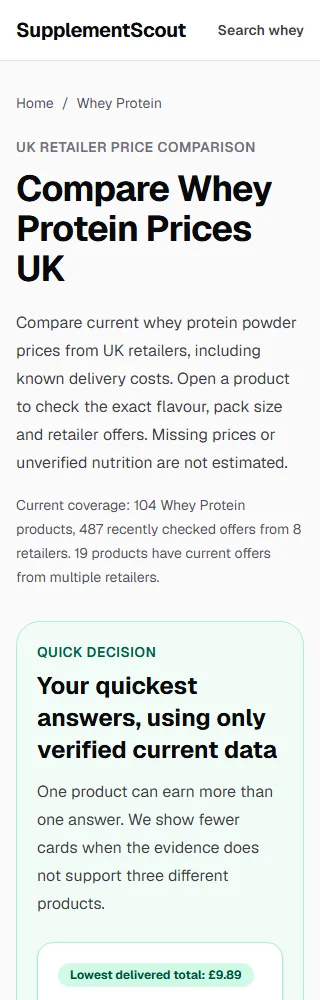 SupplementScout
Search whey
Home / Whey Protein
UK RETAILER PRICE COMPARISON
Compare Whey
Protein Prices
UK
Compare current whey protein powder
prices from UK retailers, including
known delivery costs. Open a product
to check the exact flavour, pack size
and retailer offers. Missing prices or
unverified nutrition are not estimated.
Current coverage: 104 Whey Protein
products, 487 recently checked offers from 8
retailers. 19 products have current offers
from multiple retailers.
QUICK DECISION
Your quickest
answers, using only
verified current data
One product can earn more than
one answer. We show fewer
cards when the evidence does
not support three different
products.
Lowest delivered total: £9.89